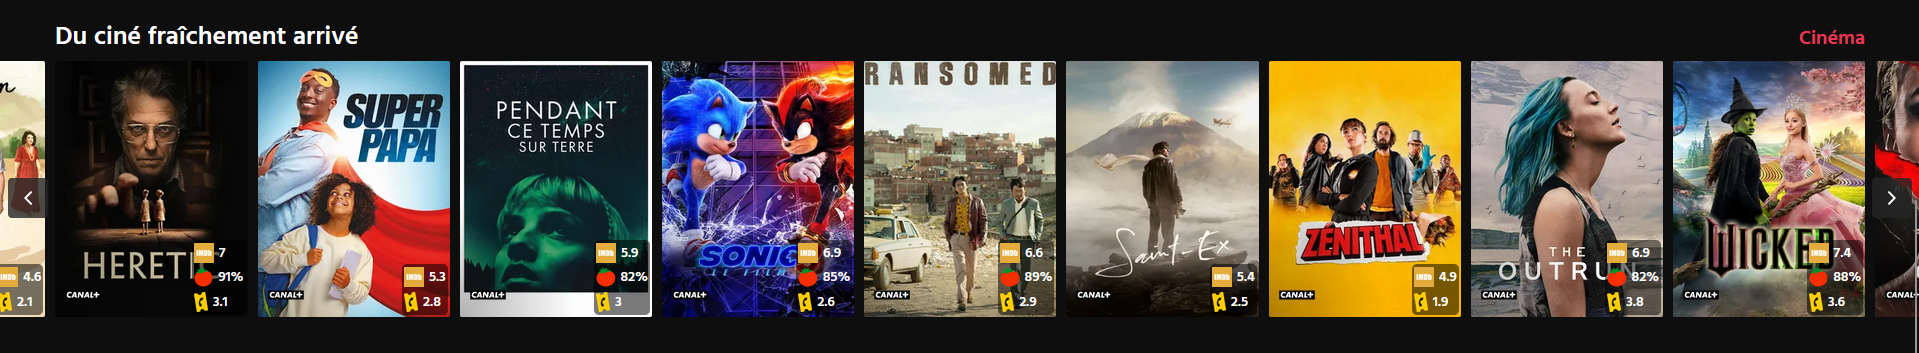 Du ciné fraîchement arrivé
Cinéma
n
IMDb 4.6
2.1
HERETI
CANAL+
IMDb 7
91%
3.1
SUPER
PAPA
CANAL+
IMDb 5.3
2.8
PENDANT
CE TEMPS
SUR TERRE
CANAL+
IMDb 5.9
82%
3
SONIC
LE FILM
CANAL+
IMDb 6.9
85%
2.6
RANSOMED
CANAL+
IMDb 6.6
89%
2.9
Saint-Ex
CANAL+
IMDb 5.4
2.5
ZÉNITHAL
CANAL+
IMDb 4.9
1.9
THE
OUTRUN
CANAL+
IMDb 6.9
82%
3.8
WICKED
CANAL+
IMDb 7.4
88%
3.6
CANAL+